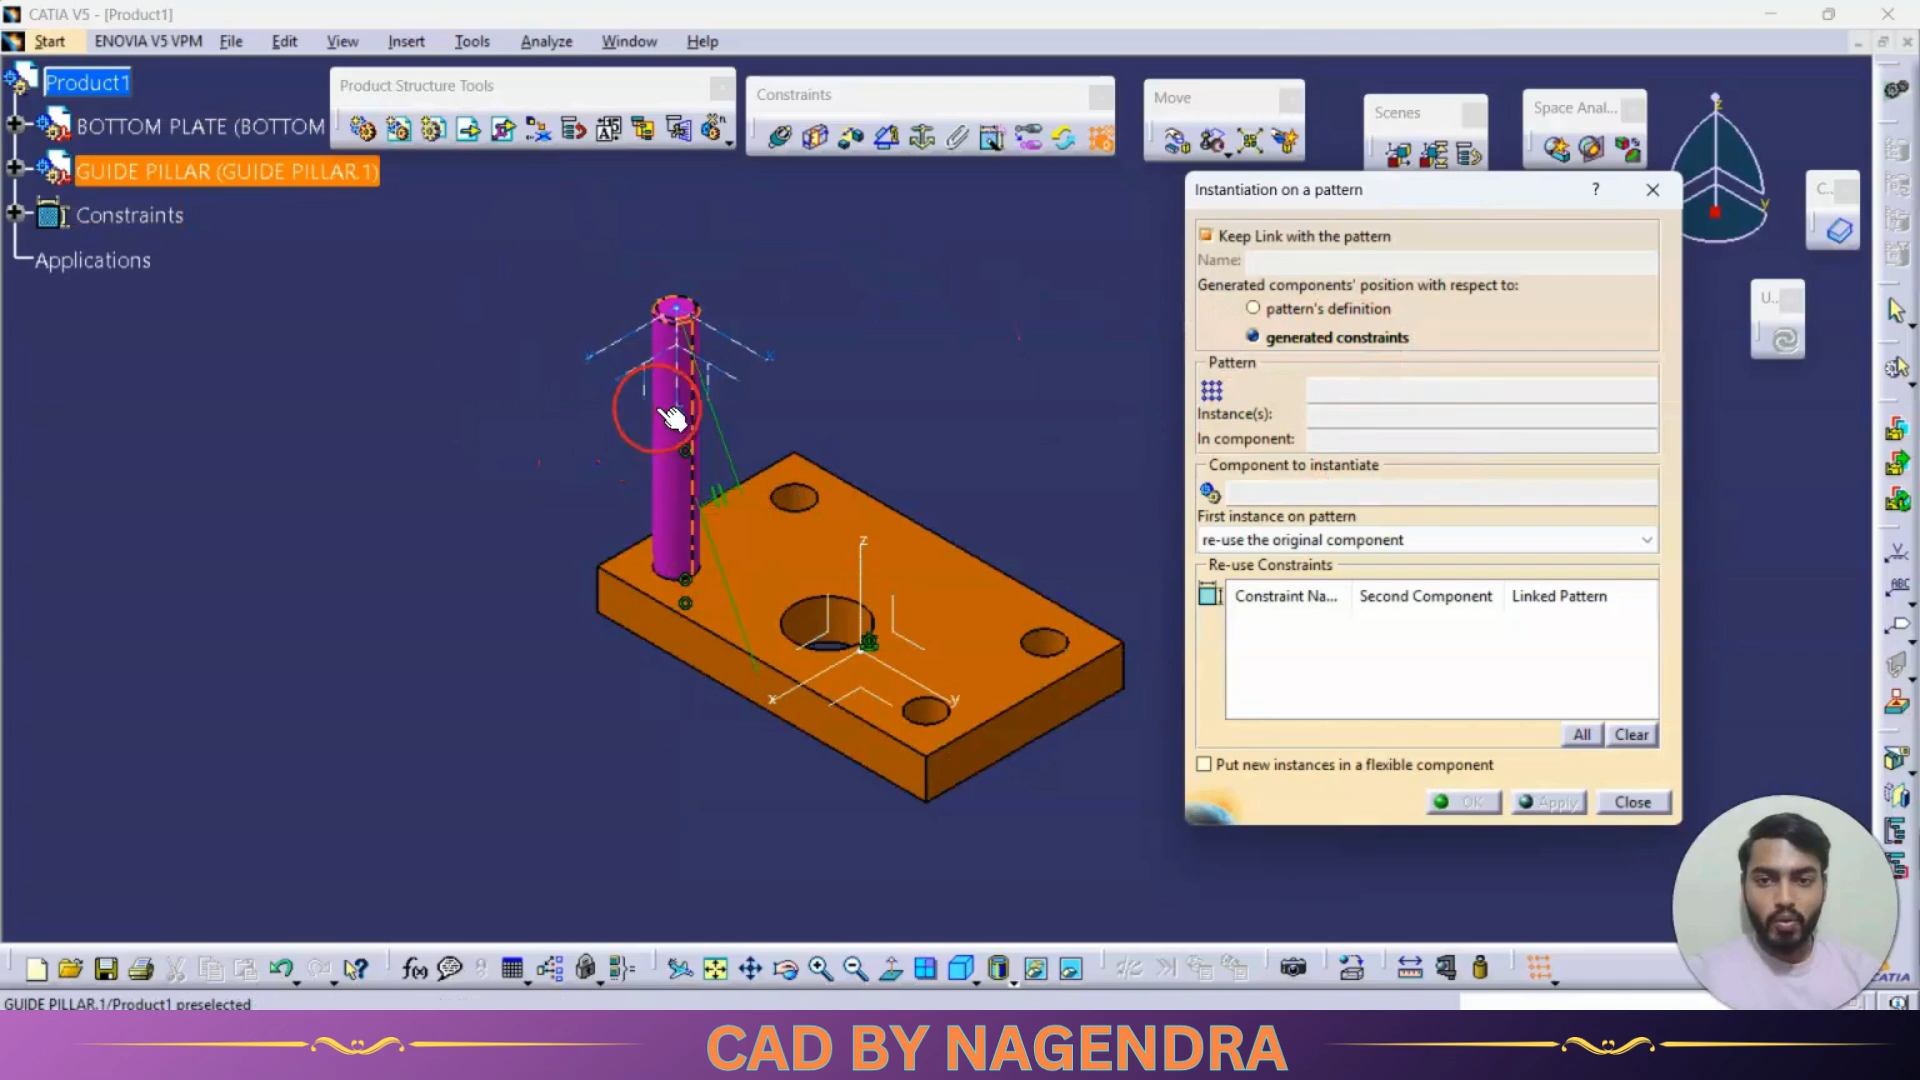 CATIA V5 - [Product1]
Start ENOVIA V5 VPM File Edit View Insert Tools Analyze Window Help
Product1
BOTTOM PLATE (BOTTOM
GUIDE PILLAR (GUIDE PILLAR.1)
Constraints
Applications
Product Structure Tools
Constraints
Move
Scenes
Space Anal...
C...
U...
Instantiation on a pattern
?
Keep Link with the pattern
Name:
Generated components' position with respect to:
pattern's definition
generated constraints
Pattern
Instance(s):
In component:
Component to instantiate
First instance on pattern
re-use the original component
Re-use Constraints
Constraint Na... Second Component Linked Pattern
All Clear
Put new instances in a flexible component
OK Apply Close
z
y
x
z
x y
ABC
f(x)
CATIA
GUIDE PILLAR.1/Product1 preselected
CAD BY NAGENDRA